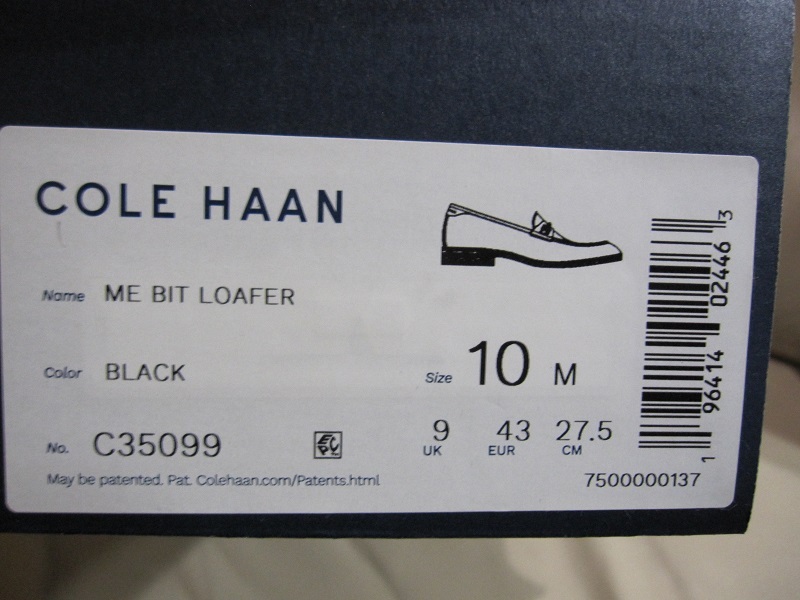 COLE HAAN
Name ME BIT LOAFER
Color BLACK
Size 10 M
No. C35099
9 43 27.5
UK EUR CM
May be patented. Pat. Colehaan.com/Patents.html
7500000137
1 96414 02446 3